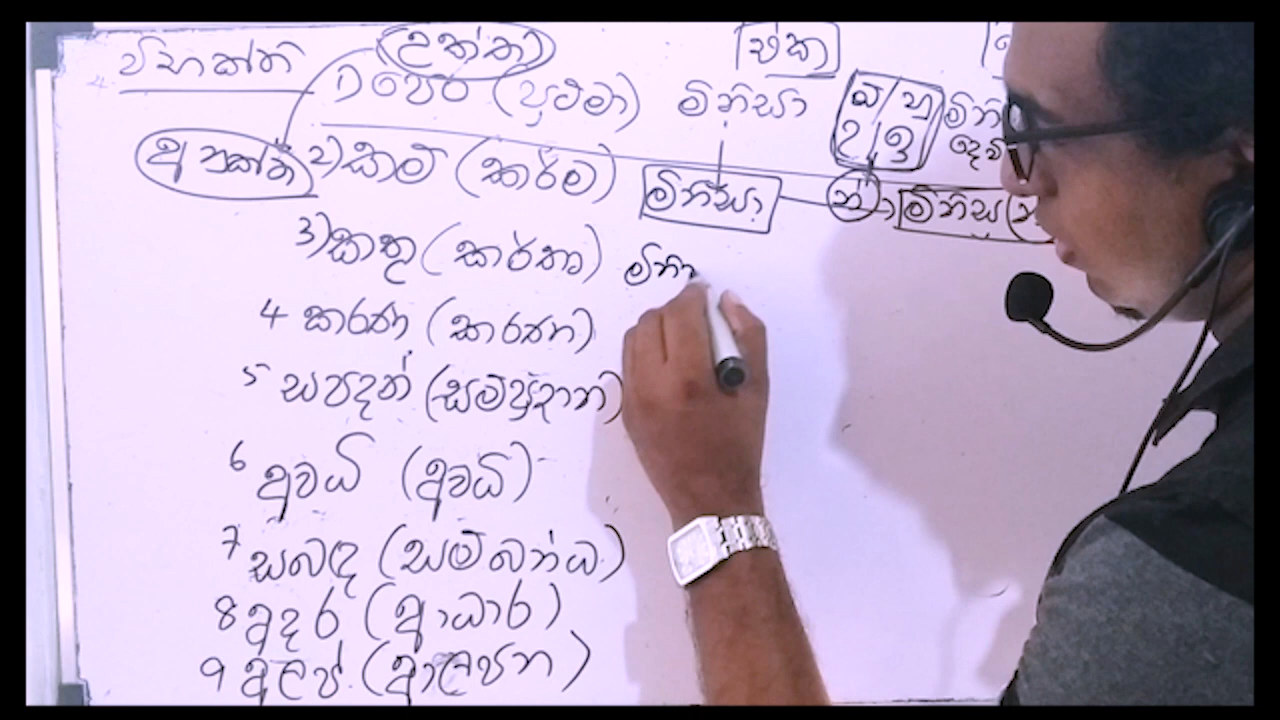 විභක්ති (උක්ත) ඒක
1) පෙර (ප්‍රථමා) මිනිසා ඔ/හු උ/ඉ මිනි දෙවි
අනුක්ත 2) කම් (කර්ම) මිනිසා න් මිනිස
3) කතු (කර්තෘ) මිනි
4 කරණ (කරණ)
5 සපදන් (සම්ප්‍රදාන)
6 අවධි (අවධි)
7 සබඳ (සම්බන්ධ)
8 අදර (ආධාර)
9 අලප් (ආලපන)